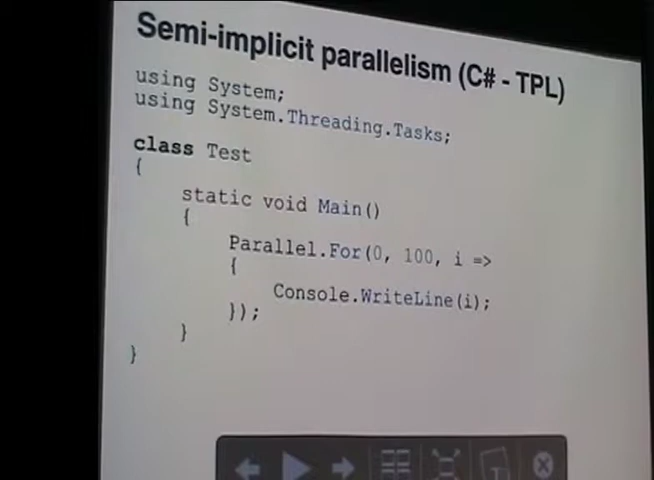 Semi-implicit parallelism (C# - TPL)
using System;
using System.Threading.Tasks;
class Test
{
static void Main()
{
Parallel.For(0, 100, i =>
{
Console.WriteLine(i);
});
}
}